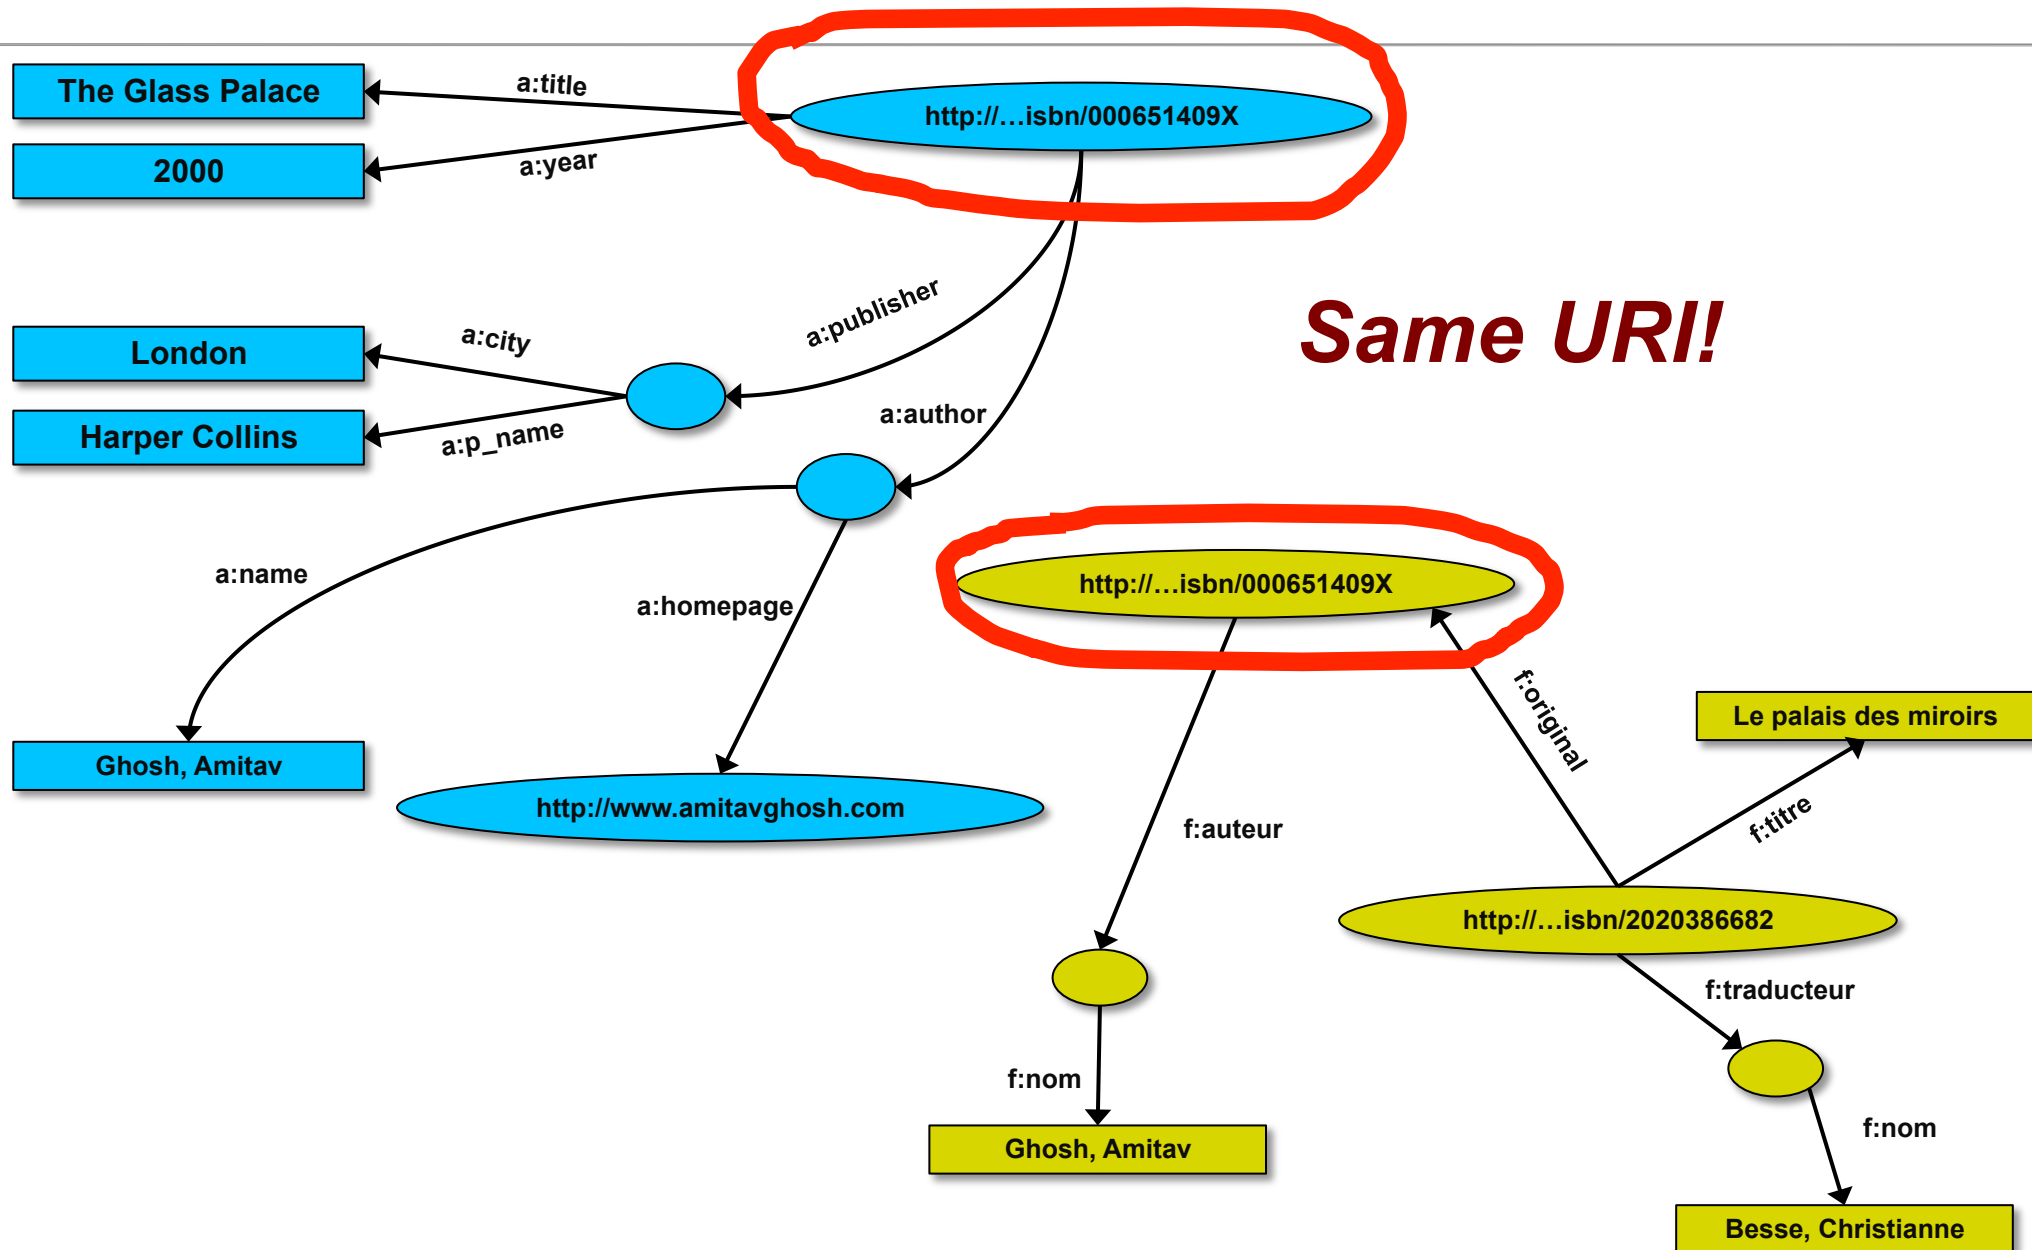 The Glass Palace
a:title
http://…isbn/000651409X
2000
a:year
Same URI!
a:publisher
London
a:city
Harper Collins
a:p_name
a:author
a:name
a:homepage
http://…isbn/000651409X
f:original
Le palais des miroirs
Ghosh, Amitav
http://www.amitavghosh.com
f:auteur
f:titre
http://…isbn/2020386682
f:traducteur
f:nom
Ghosh, Amitav
f:nom
Besse, Christianne